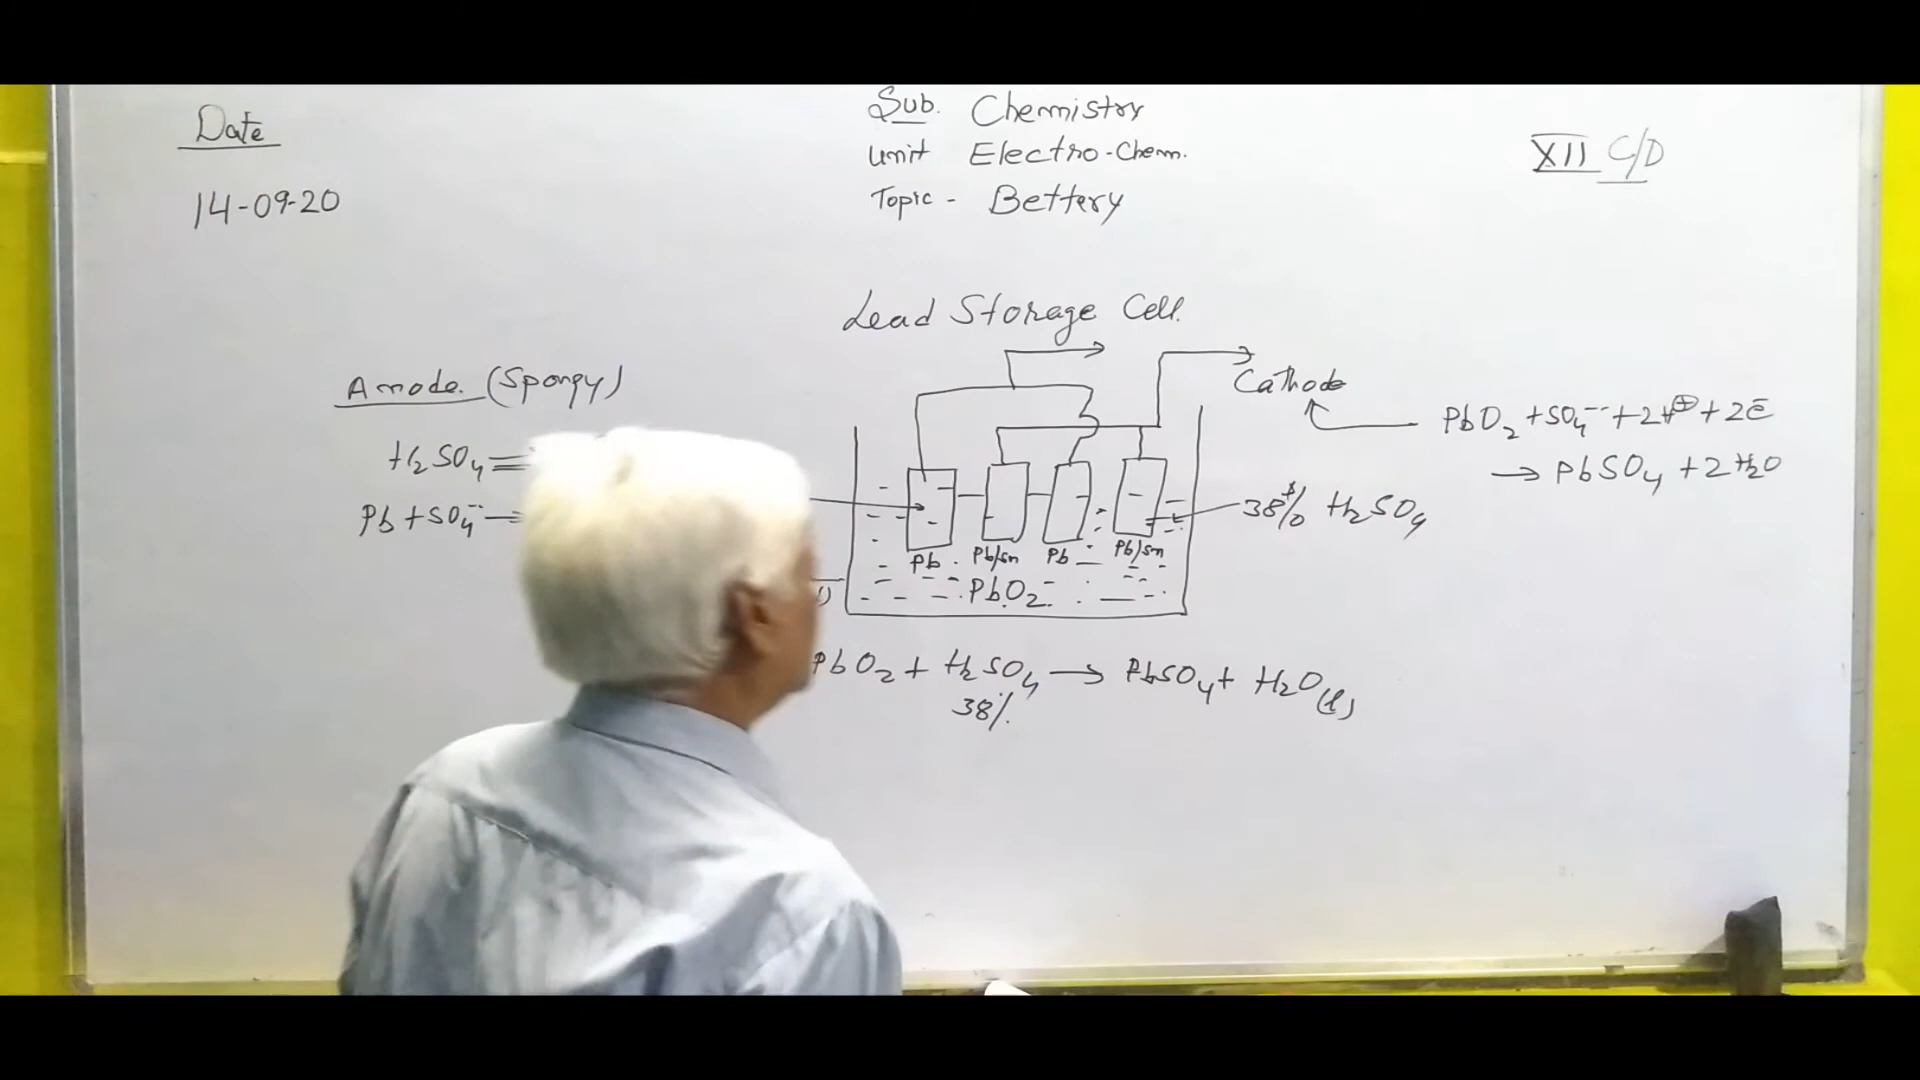 Date
14-09-20
Sub. Chemistry
Unit Electro-Chem.
Topic - Bettery
XII C/D
Lead Storage Cell.
Anode (Spongy)
H₂SO₄ ⇌
Pb + SO₄⁻⁻ →
Cathode
PbO₂ + SO₄⁻⁻ + 2H⊕ + 2ē
→ PbSO₄ + 2H₂O
38% H₂SO₄
Pb Pb/Sn Pb Pb/Sn
PbO₂
PbO₂ + H₂SO₄ → PbSO₄ + H₂O(l)
38%